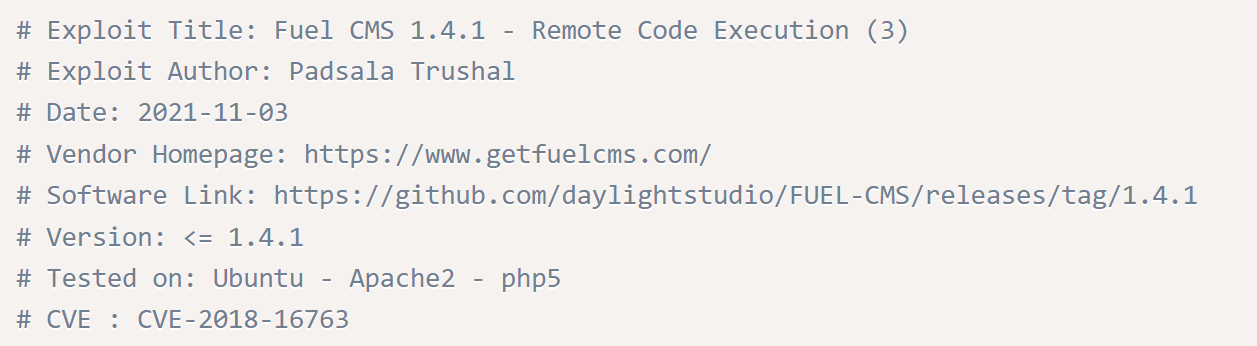 # Exploit Title: Fuel CMS 1.4.1 - Remote Code Execution (3)
# Exploit Author: Padsala Trushal
# Date: 2021-11-03
# Vendor Homepage: https://www.getfuelcms.com/
# Software Link: https://github.com/daylightstudio/FUEL-CMS/releases/tag/1.4.1
# Version: <= 1.4.1
# Tested on: Ubuntu - Apache2 - php5
# CVE : CVE-2018-16763